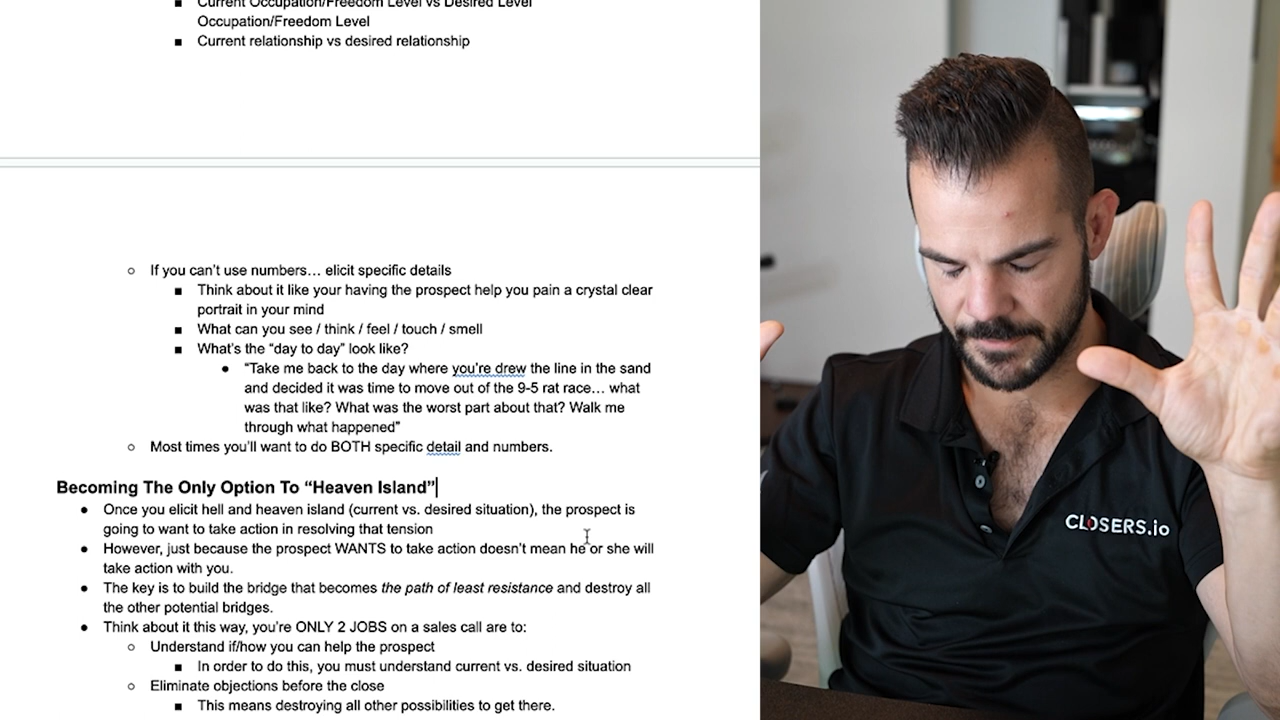 Current Occupation/Freedom Level vs Desired Level
Occupation/Freedom Level
■ Current relationship vs desired relationship
○ If you can’t use numbers… elicit specific details
■ Think about it like your having the prospect help you pain a crystal clear
portrait in your mind
■ What can you see / think / feel / touch / smell
■ What’s the “day to day” look like?
● “Take me back to the day where you’re drew the line in the sand
and decided it was time to move out of the 9-5 rat race… what
was that like? What was the worst part about that? Walk me
through what happened”
○ Most times you’ll want to do BOTH specific detail and numbers.
Becoming The Only Option To “Heaven Island”
● Once you elicit hell and heaven island (current vs. desired situation), the prospect is
going to want to take action in resolving that tension
● However, just because the prospect WANTS to take action doesn’t mean he or she will
take action with you.
● The key is to build the bridge that becomes the path of least resistance and destroy all
the other potential bridges.
● Think about it this way, you’re ONLY 2 JOBS on a sales call are to:
○ Understand if/how you can help the prospect
■ In order to do this, you must understand current vs. desired situation
○ Eliminate objections before the close
■ This means destroying all other possibilities to get there.
CLOSERS.io